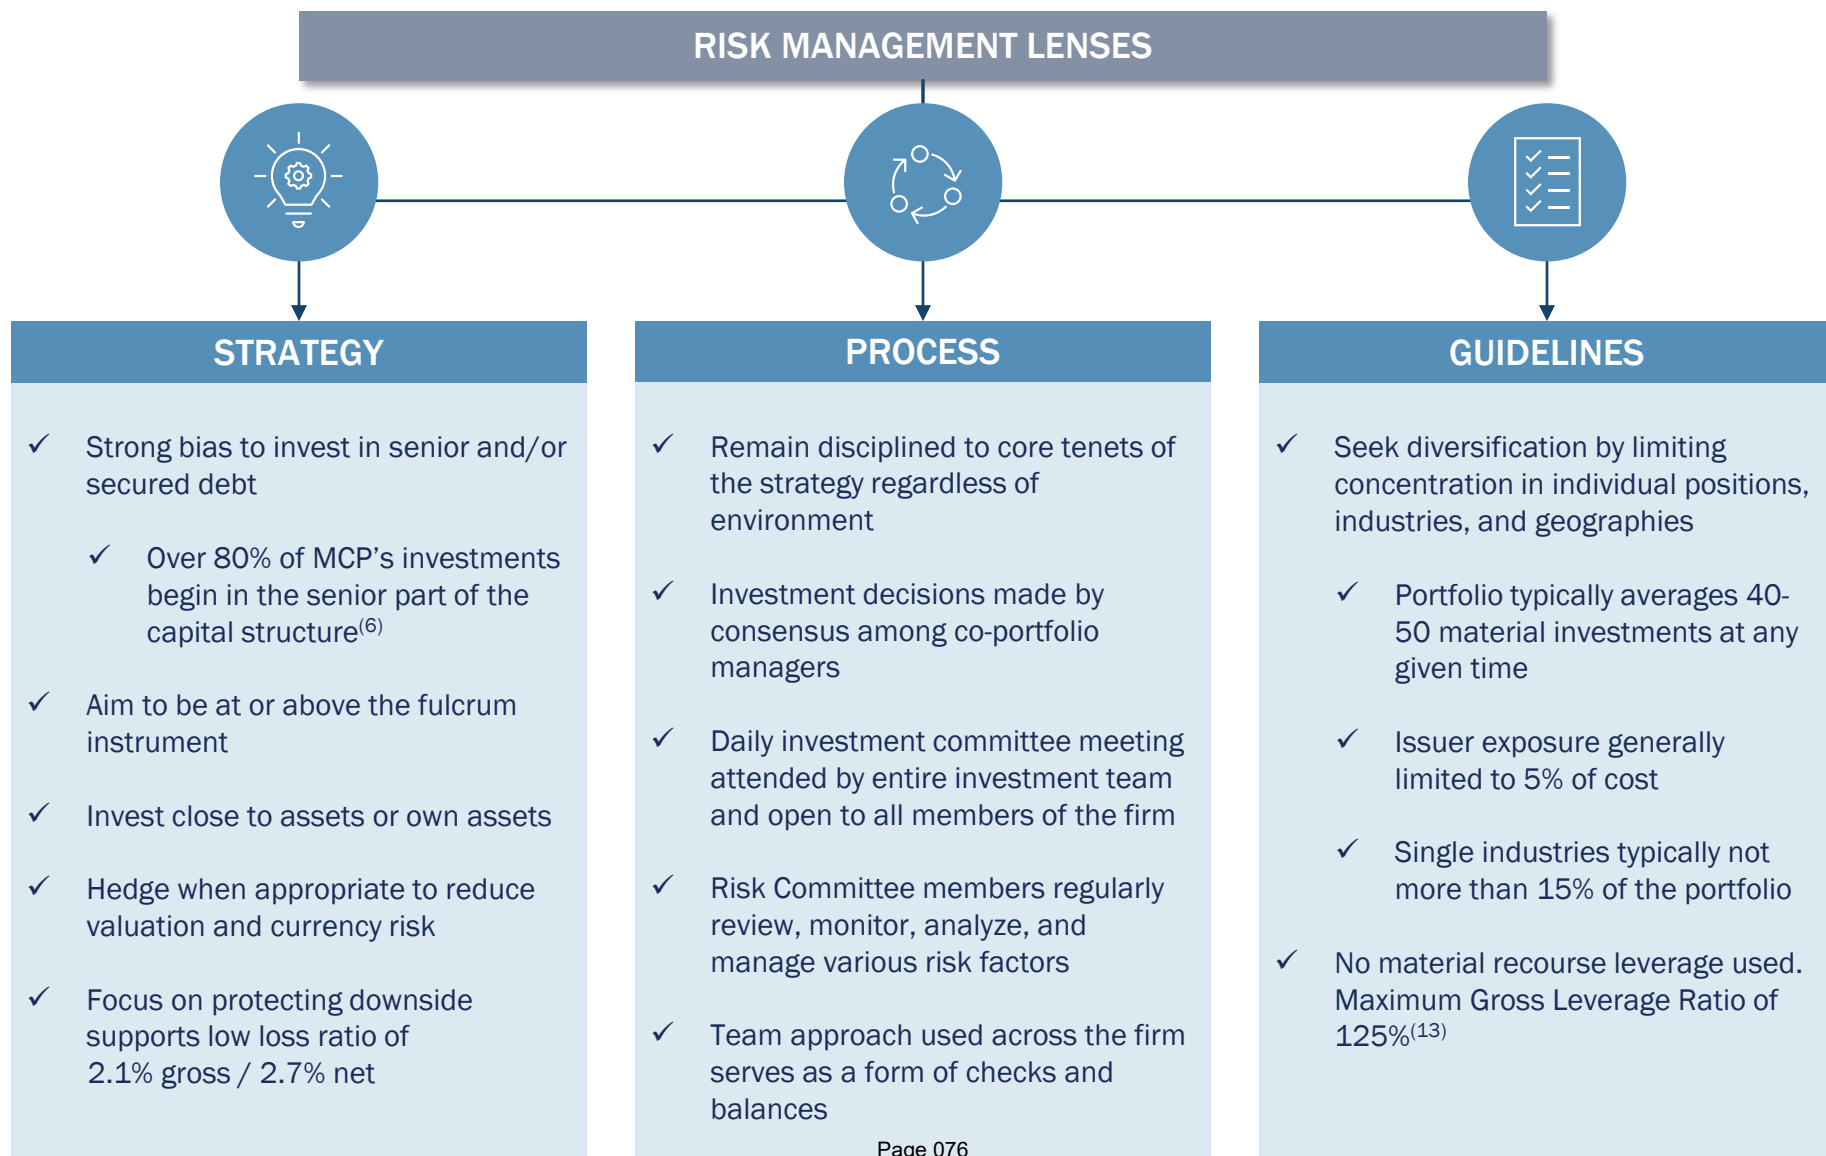 RISK MANAGEMENT LENSES
STRATEGY
✓ Strong bias to invest in senior and/or
secured debt
✓ Over 80% of MCP’s investments
begin in the senior part of the
capital structure(6)
✓ Aim to be at or above the fulcrum
instrument
✓ Invest close to assets or own assets
✓ Hedge when appropriate to reduce
valuation and currency risk
✓ Focus on protecting downside
supports low loss ratio of
2.1% gross / 2.7% net
PROCESS
✓ Remain disciplined to core tenets of
the strategy regardless of
environment
✓ Investment decisions made by
consensus among co-portfolio
managers
✓ Daily investment committee meeting
attended by entire investment team
and open to all members of the firm
✓ Risk Committee members regularly
review, monitor, analyze, and
manage various risk factors
✓ Team approach used across the firm
serves as a form of checks and
balances
GUIDELINES
✓ Seek diversification by limiting
concentration in individual positions,
industries, and geographies
✓ Portfolio typically averages 40-
50 material investments at any
given time
✓ Issuer exposure generally
limited to 5% of cost
✓ Single industries typically not
more than 15% of the portfolio
✓ No material recourse leverage used.
Maximum Gross Leverage Ratio of
125%(13)
Page 076